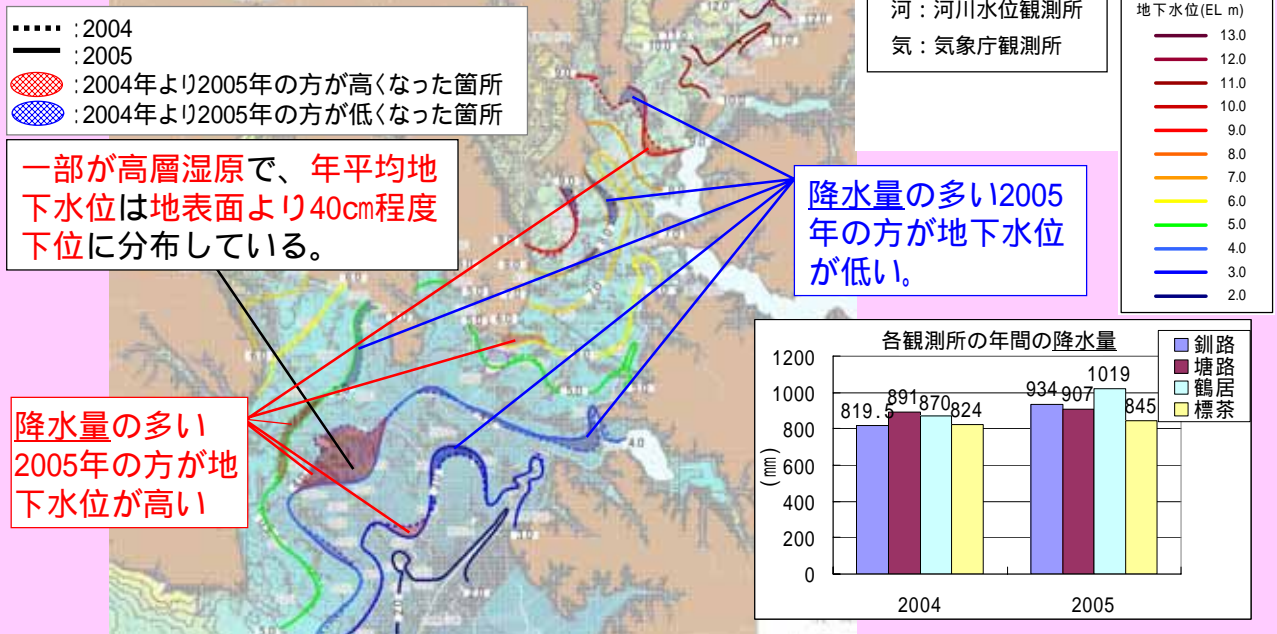 :2004
:2005
:2004年より2005年の方が高くなった箇所
:2004年より2005年の方が低くなった箇所
河：河川水位観測所
気：気象庁観測所
地下水位(EL m)
13.0
12.0
11.0
10.0
9.0
8.0
7.0
6.0
5.0
4.0
3.0
2.0
一部が高層湿原で、年平均地
下水位は地表面より40㎝程度
下位に分布している。
降水量の多い2005
年の方が地下水位
が低い。
降水量の多い
2005年の方が地
下水位が高い
4.0
5.0
各観測所の年間の降水量
釧路
塘路
鶴居
標茶
(mm)
1200
1000
800
600
400
200
0
819.5
891
870
824
934
907
1019
845
2004
2005